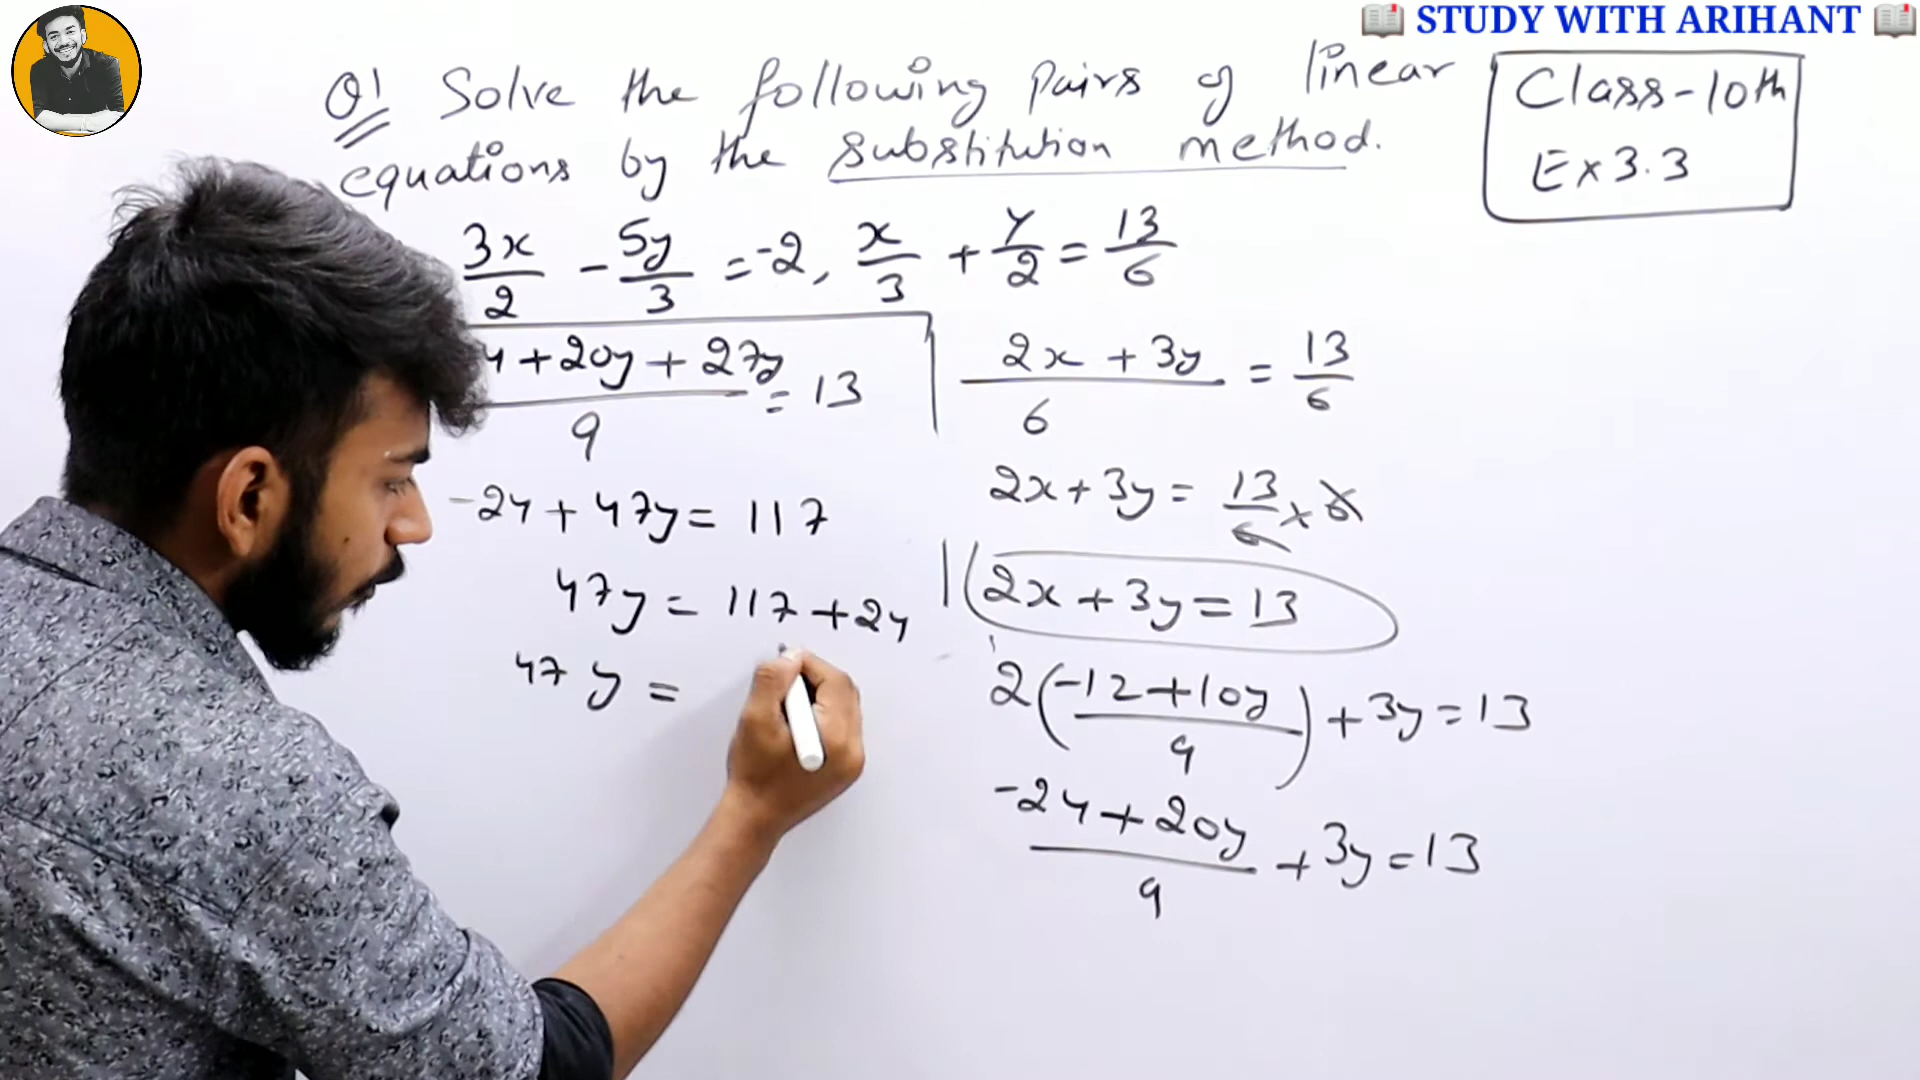 📖 STUDY WITH ARIHANT 📖
Q1 Solve the following pairs of linear
equations by the substitution method.
Class-10th
Ex 3.3
3x/2 - 5y/3 = -2, x/3 + y/2 = 13/6
4 + 20y + 27y / 9 = 13
-24 + 47y = 117
47y = 117 + 24
47 y =
2x + 3y / 6 = 13/6
2x + 3y = 13/6 × 6
2x + 3y = 13
2(-12 + 10y / 9) + 3y = 13
-24 + 20y / 9 + 3y = 13